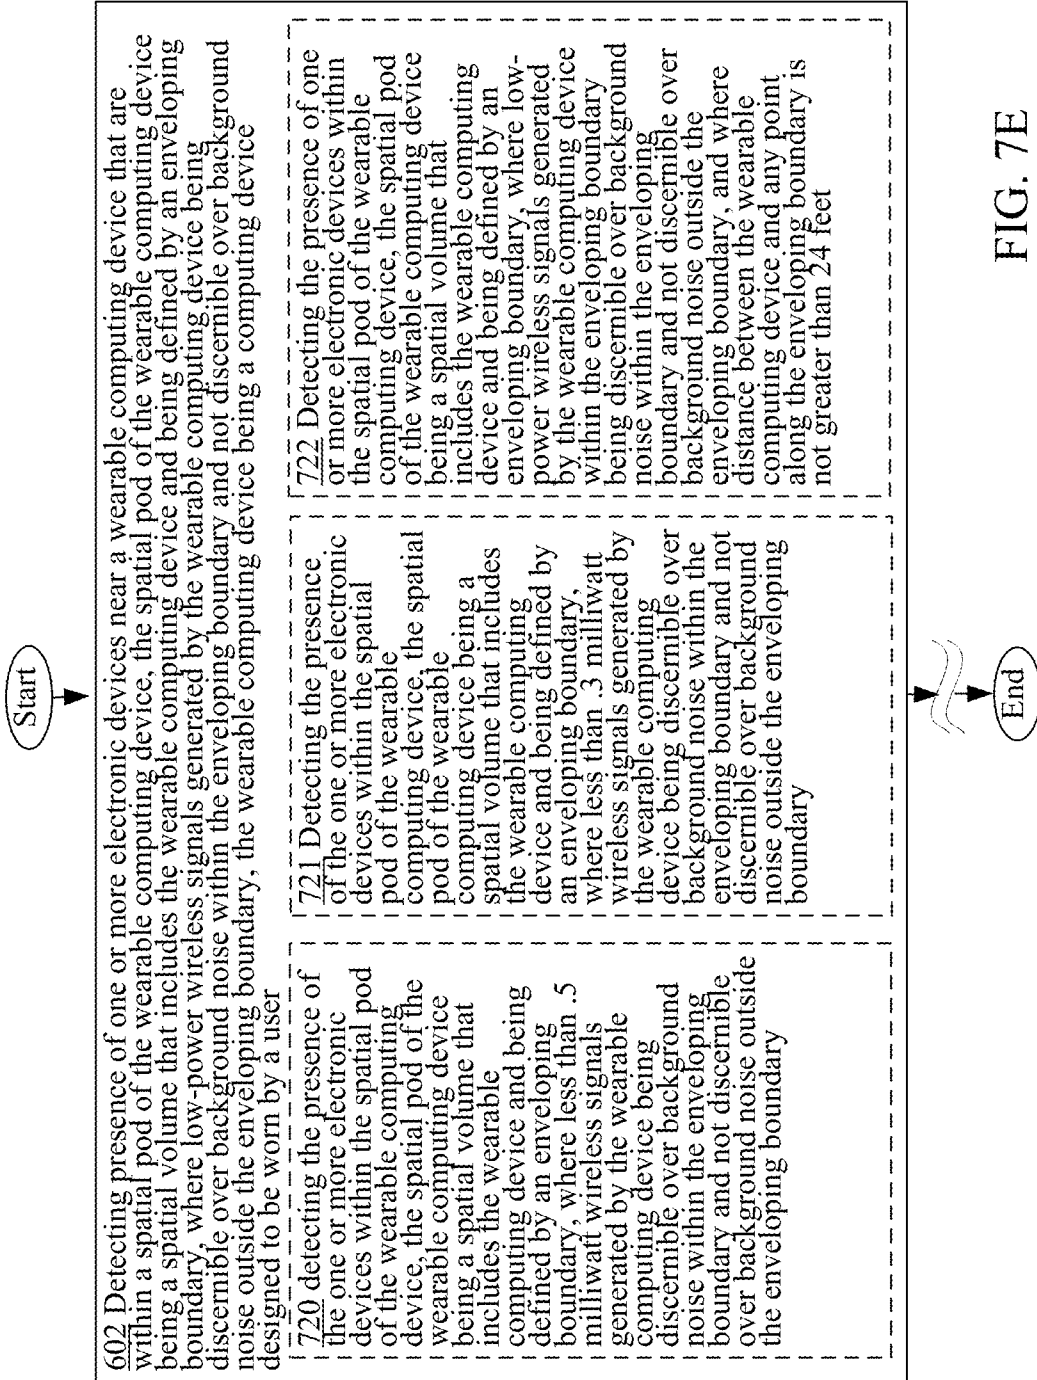 Start
602 Detecting presence of one or more electronic devices near a wearable computing device that are
within a spatial pod of the wearable computing device, the spatial pod of the wearable computing device
being a spatial volume that includes the wearable computing device and being defined by an enveloping
boundary, where low-power wireless signals generated by the wearable computing device being
discernible over background noise within the enveloping boundary and not discernible over background
noise outside the enveloping boundary, the wearable computing device being a computing device
designed to be worn by a user
720 detecting the presence of
the one or more electronic
devices within the spatial pod
of the wearable computing
device, the spatial pod of the
wearable computing device
being a spatial volume that
includes the wearable
computing device and being
defined by an enveloping
boundary, where less than .5
milliwatt wireless signals
generated by the wearable
computing device being
discernible over background
noise within the enveloping
boundary and not discernible
over background noise outside
the enveloping boundary
721 Detecting the presence
of the one or more electronic
devices within the spatial
pod of the wearable
computing device, the spatial
pod of the wearable
computing device being a
spatial volume that includes
the wearable computing
device and being defined by
an enveloping boundary,
where less than .3 milliwatt
wireless signals generated by
the wearable computing
device being discernible over
background noise within the
enveloping boundary and not
discernible over background
noise outside the enveloping
boundary
722 Detecting the presence of one
or more electronic devices within
the spatial pod of the wearable
computing device, the spatial pod
of the wearable computing device
being a spatial volume that
includes the wearable computing
device and being defined by an
enveloping boundary, where low-
power wireless signals generated
by the wearable computing device
within the enveloping boundary
being discernible over background
noise within the enveloping
boundary and not discernible over
background noise outside the
enveloping boundary, and where
distance between the wearable
computing device and any point
along the enveloping boundary is
not greater than 24 feet
End
FIG. 7E